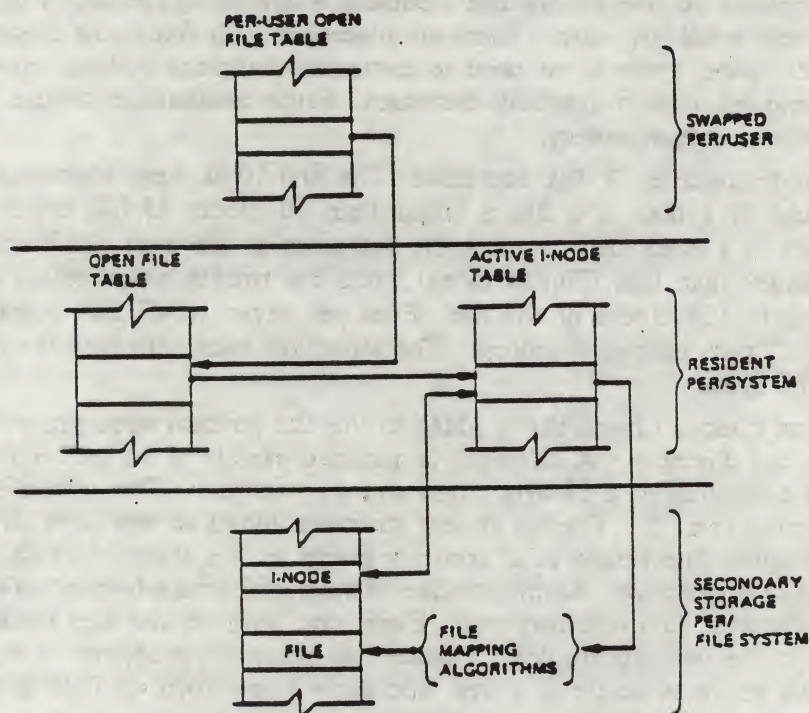 PER-USER OPEN
FILE TABLE
SWAPPED
PER/USER
OPEN FILE
TABLE
ACTIVE I-NODE
TABLE
RESIDENT
PER/SYSTEM
I-NODE
FILE
FILE
MAPPING
ALGORITHMS
SECONDARY
STORAGE
PER/
FILE SYSTEM